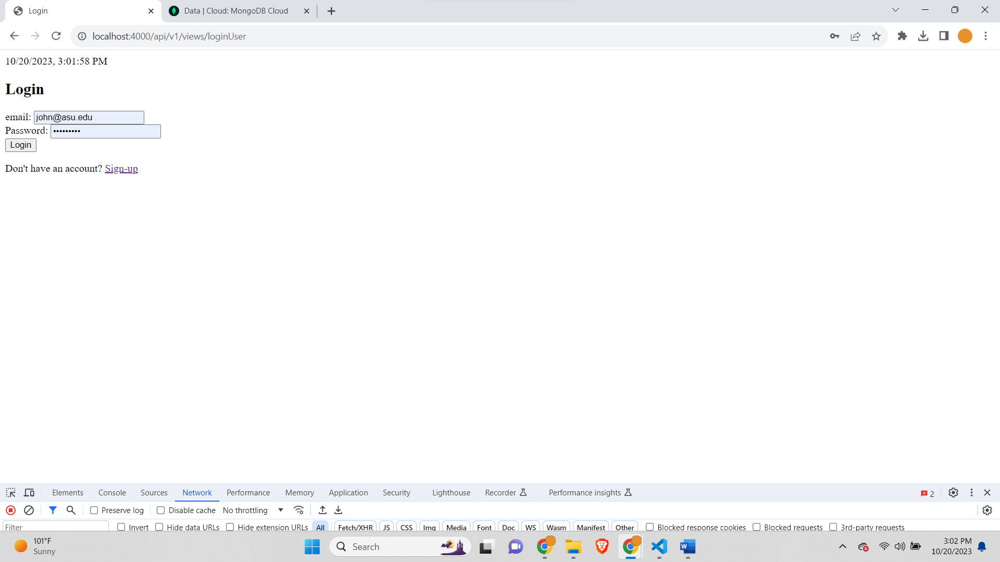 Login
Data | Cloud: MongoDB Cloud
localhost:4000/api/v1/views/loginUser
10/20/2023, 3:01:58 PM
Login
email: john@asu.edu
Password: •••••••••
Login
Don't have an account? Sign-up
Elements Console Sources Network Performance Memory Application Security Lighthouse Recorder Performance insights 2
Preserve log Disable cache No throttling
Filter Invert Hide data URLs Hide extension URLs All Fetch/XHR JS CSS Img Media Font Doc WS Wasm Manifest Other Blocked response cookies Blocked requests 3rd-party requests
101°F
Sunny
Search
3:02 PM
10/20/2023